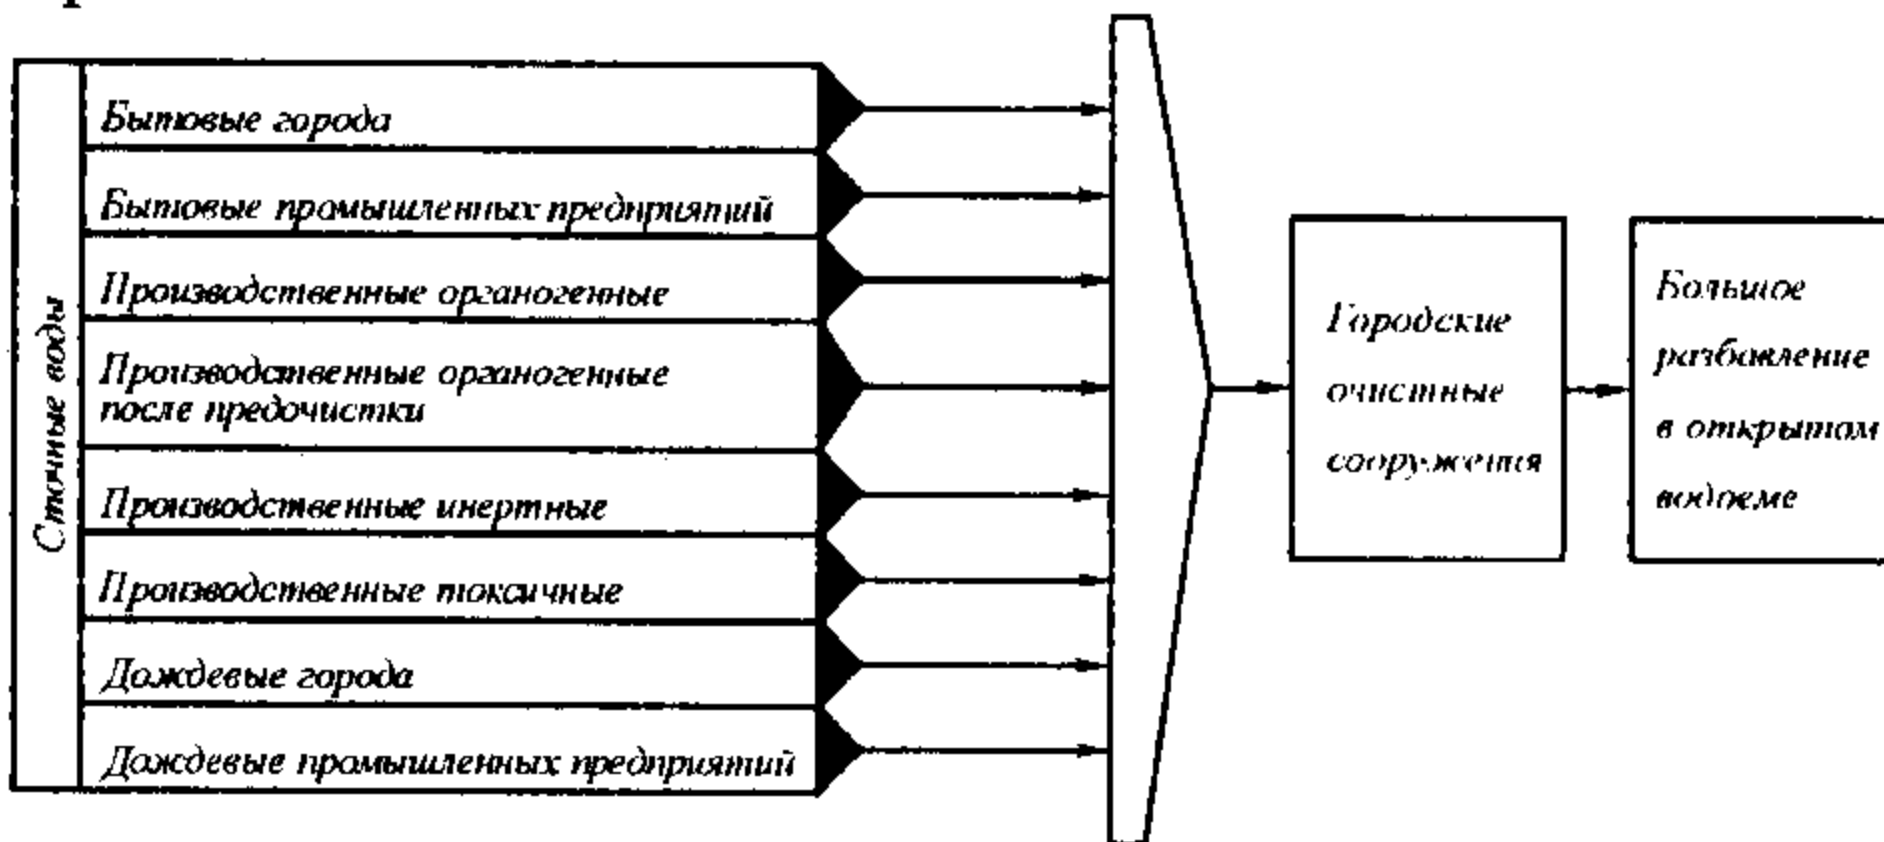 Сточные воды
Бытовые города
Бытовые промышленных предприятий
Производственные органогенные
Производственные органогенные
после предочистки
Производственные инертные
Производственные токсичные
Дождевые города
Дождевые промышленных предприятий
Городские
очистные
сооружения
Большое
разбавление
в открытом
водоеме